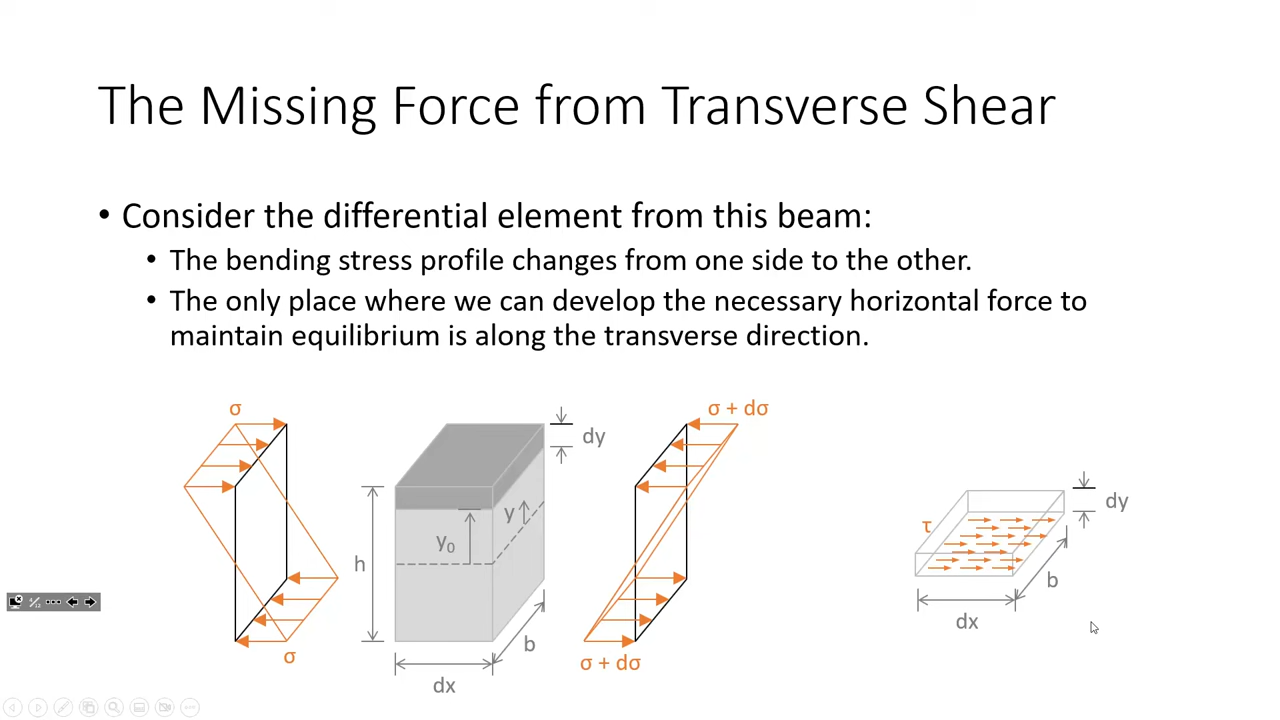 The Missing Force from Transverse Shear
• Consider the differential element from this beam:
• The bending stress profile changes from one side to the other.
• The only place where we can develop the necessary horizontal force to
maintain equilibrium is along the transverse direction.
σ
σ + dσ
dy
h
y₀
y
b
dx
σ
σ + dσ
τ
dy
b
dx
4/12